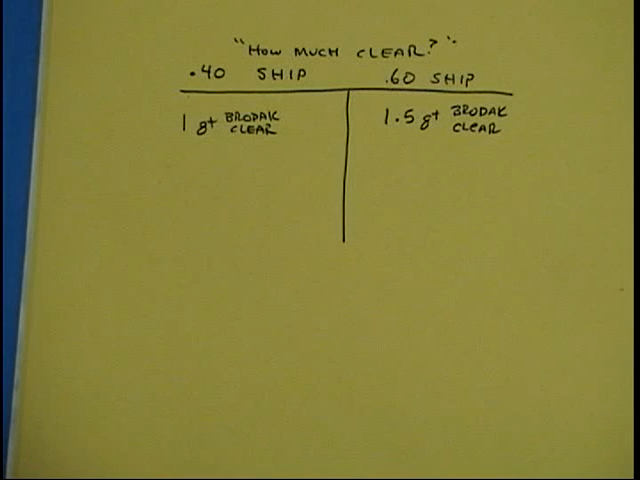 "How MUCH CLEAR?"
.40 SHIP
.60 SHIP
1 qt BRODAK
CLEAR
1.5 qt BRODAK
CLEAR